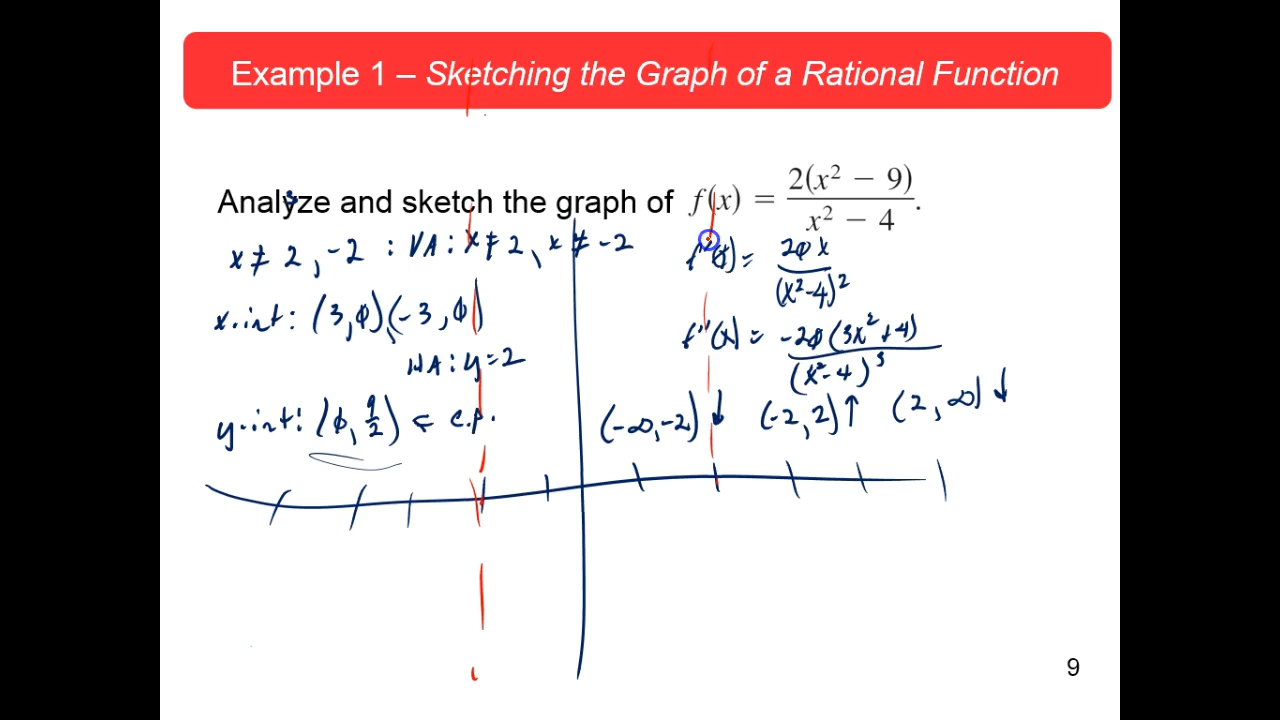 Example 1 – Sketching the Graph of a Rational Function
Analyze and sketch the graph of f(x) = 2(x² − 9) / x² − 4 .
x ≠ 2, -2 : VA: x ≠ 2, x ≠ -2
f'(x) = 20x / (x²-4)²
x.int: (3,0)(-3,0)
f''(x) = -20(3x²+4) / (x²-4)³
HA: y=2
y.int: (0, 9/2) ← c.p.
(-∞,-2) ↓ (-2,2) ↑ (2,∞) ↓
9